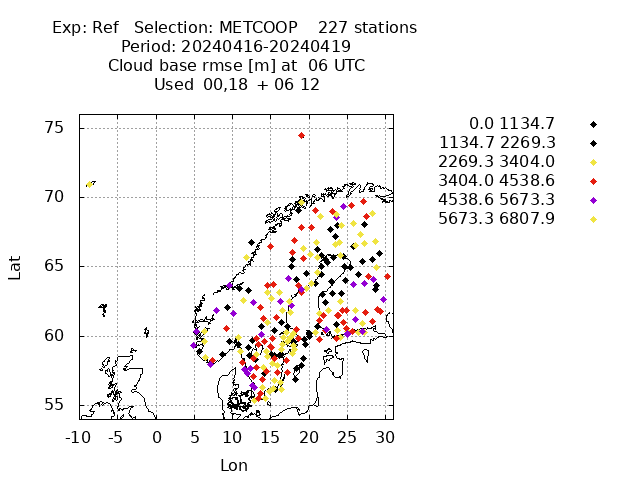 Exp: Ref   Selection: METCOOP    227 stations
Period: 20240416-20240419
Cloud base rmse [m] at  06 UTC
Used  00,18  + 06 12
0.0 1134.7
1134.7 2269.3
2269.3 3404.0
3404.0 4538.6
4538.6 5673.3
5673.3 6807.9
75
70
65
60
55
Lat
-10 -5 0 5 10 15 20 25 30
Lon